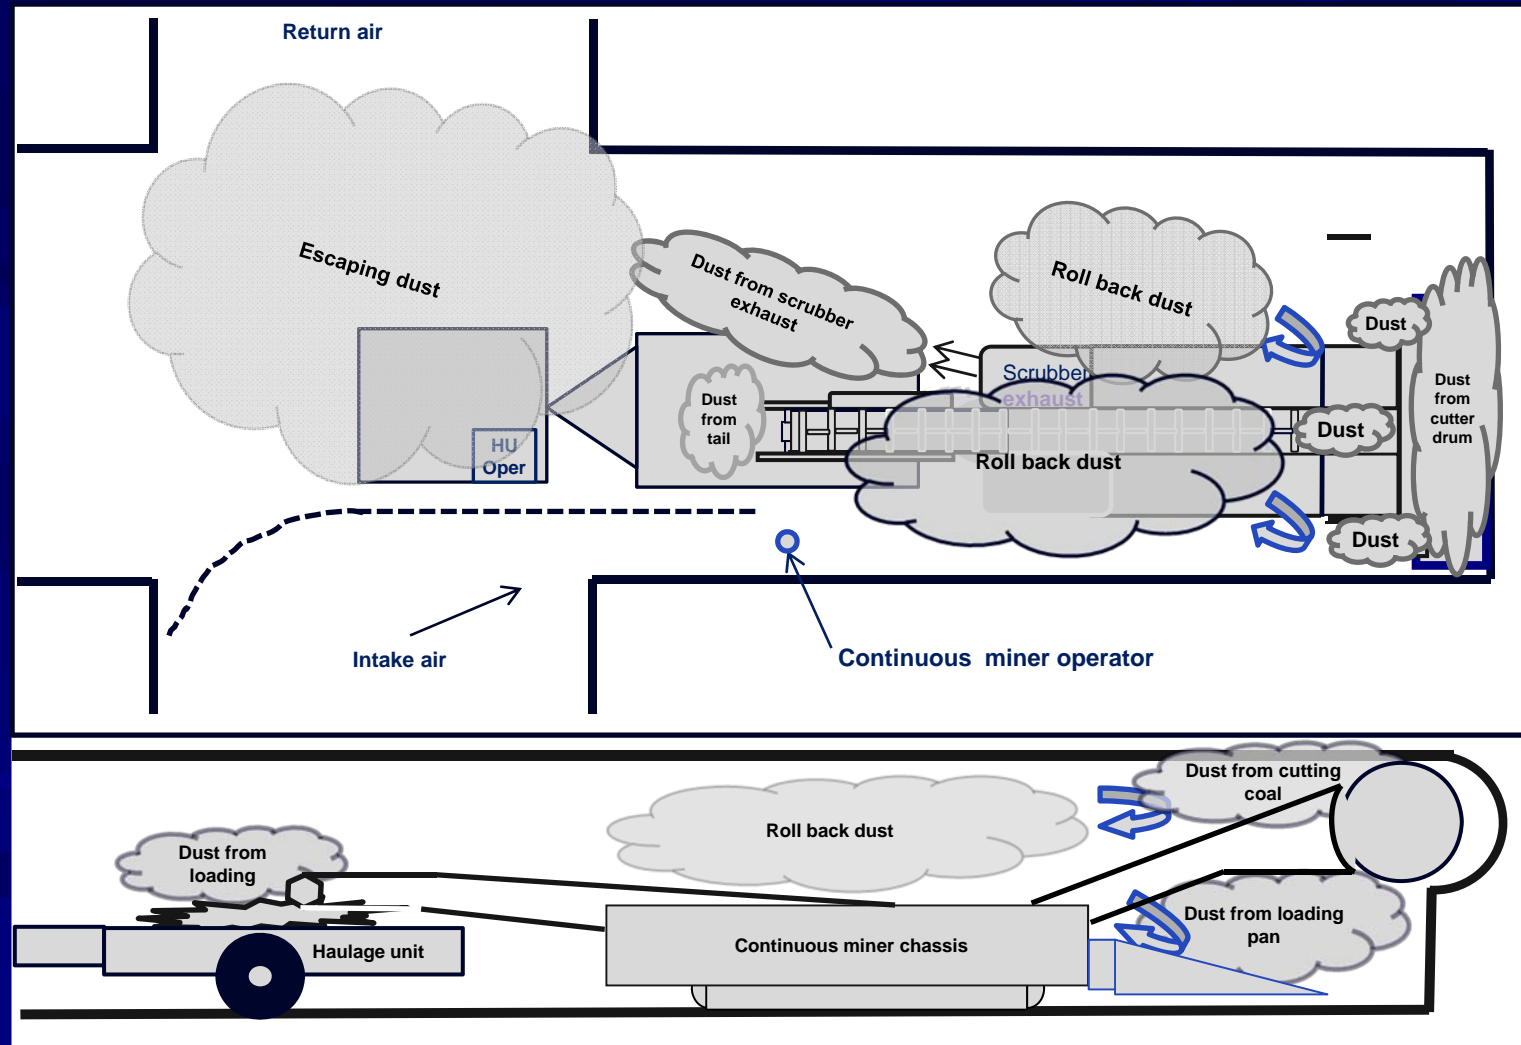 Return air
Escaping dust
Dust from scrubber
exhaust
Roll back dust
Dust
Scrubber
exhaust
Dust
from
tail
Dust
from
cutter
drum
Dust
HU
Oper
Roll back dust
Dust
Intake air
Continuous miner operator
Dust from cutting
coal
Roll back dust
Dust from
loading
Dust from loading
pan
Haulage unit
Continuous miner chassis